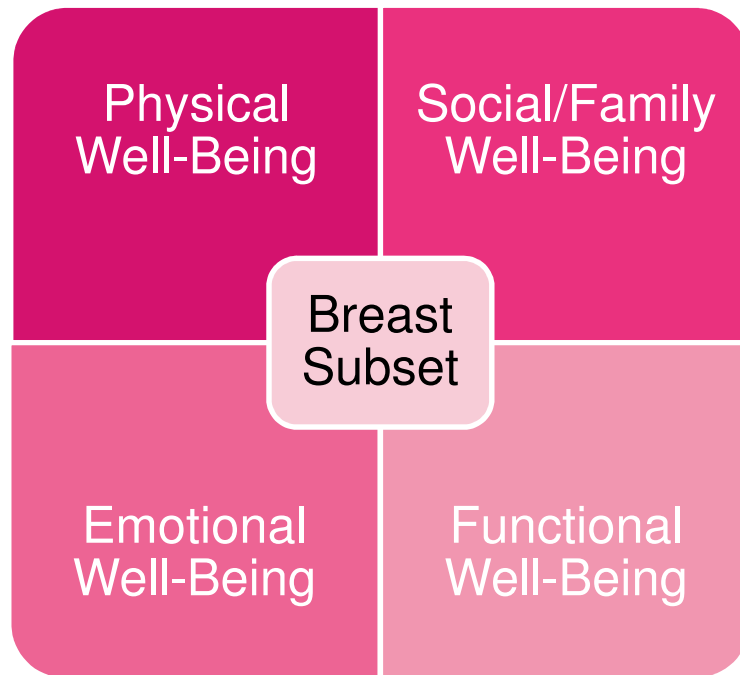 Physical
Well-Being
Social/Family
Well-Being
Breast
Subset
Emotional
Well-Being
Functional
Well-Being